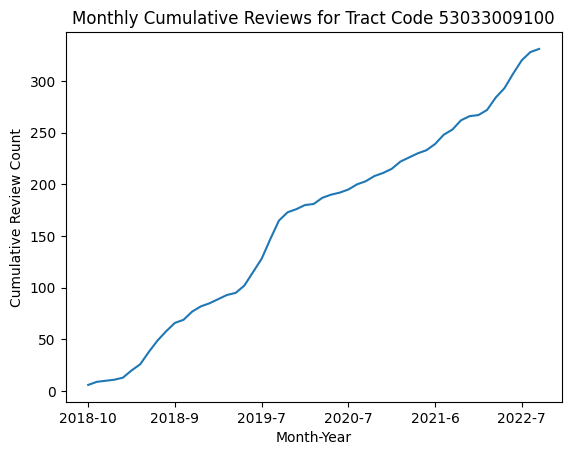 Monthly Cumulative Reviews for Tract Code 53033009100
Cumulative Review Count
300
250
200
150
100
50
0
2018-10 2018-9 2019-7 2020-7 2021-6 2022-7
Month-Year